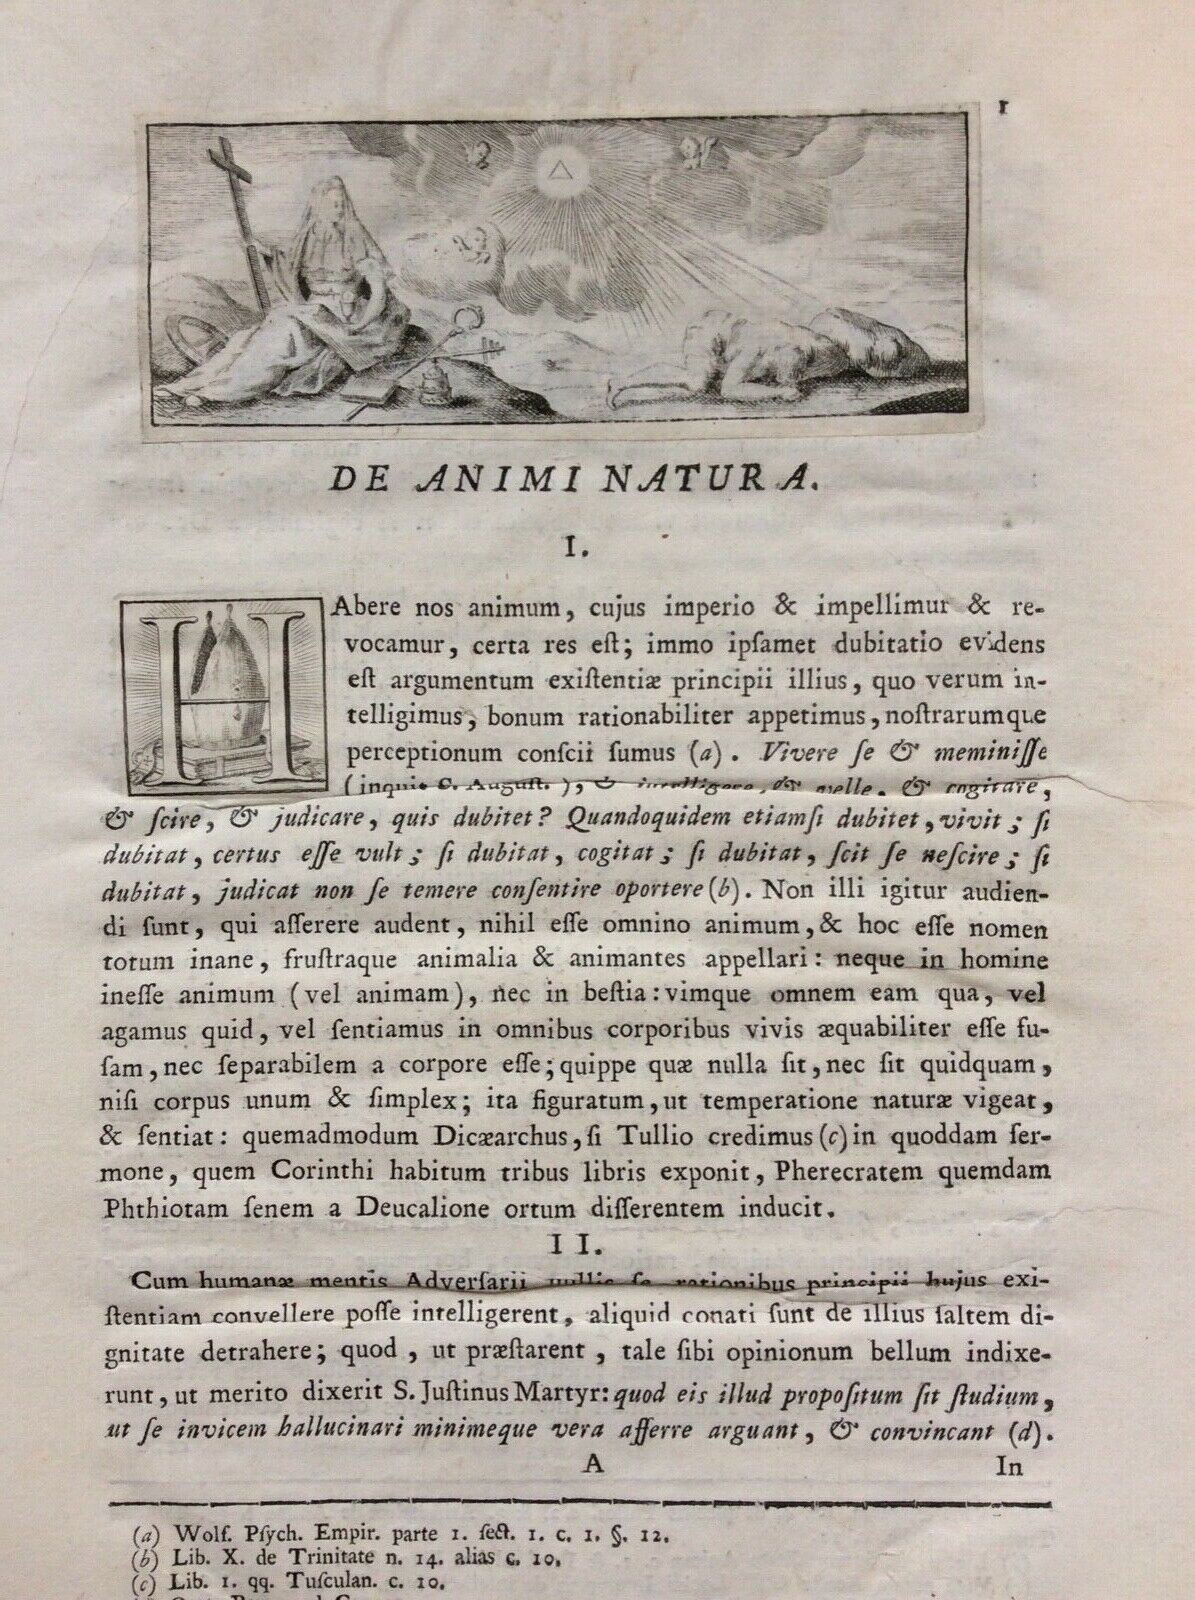 1
DE ANIMI NATURA.
I.
HAbere nos animum, cujus imperio & impellimur & re-
vocamur, certa res eſt; immo ipſamet dubitatio evidens
eſt argumentum exiſtentiæ principii illius, quo verum in-
telligimus, bonum rationabiliter appetimus, noſtrarumque
perceptionum conſcii ſumus (a). Vivere ſe & meminiſſe
(inquit S. Auguſt.), & intelligere, & velle, & cogitare,
& ſcire, & judicare, quis dubitet? Quandoquidem etiamſi dubitet, vivit; ſi
dubitat, certus eſſe vult; ſi dubitat, cogitat; ſi dubitat, ſcit ſe neſcire; ſi
dubitat, judicat non ſe temere conſentire oportere (b). Non illi igitur audien-
di ſunt, qui aſſerere audent, nihil eſſe omnino animum, & hoc eſſe nomen
totum inane, fruſtraque animalia & animantes appellari: neque in homine
ineſſe animum (vel animam), nec in beſtia: vimque omnem eam qua, vel
agamus quid, vel ſentiamus in omnibus corporibus vivis æquabiliter eſſe fu-
ſam, nec ſeparabilem a corpore eſſe; quippe quæ nulla ſit, nec ſit quidquam,
niſi corpus unum & ſimplex; ita figuratum, ut temperatione naturæ vigeat,
& ſentiat: quemadmodum Dicæarchus, ſi Tullio credimus (c) in quoddam ſer-
mone, quem Corinthi habitum tribus libris exponit, Pherecratem quemdam
Phthiotam ſenem a Deucalione ortum diſſerentem inducit.
II.
Cum humanæ mentis Adverſarii nullis ſe rationibus principii hujus exi-
ſtentiam convellere poſſe intelligerent, aliquid conati ſunt de illius ſaltem di-
gnitate detrahere; quod, ut præſtarent, tale ſibi opinionum bellum indixe-
runt, ut merito dixerit S. Juſtinus Martyr: quod eis illud propoſitum ſit ſtudium,
ut ſe invicem hallucinari minimeque vera afferre arguant, & convincant (d).
A In
(a) Wolf. Pſych. Empir. parte 1. ſect. 1. c. 1. §. 12.
(b) Lib. X. de Trinitate n. 14. alias c. 10.
(c) Lib. 1. qq. Tuſculan. c. 10.